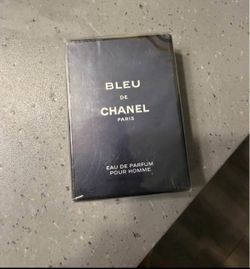 BLEU
DE
CHANEL
PARIS
EAU DE PARFUM
POUR HOMME